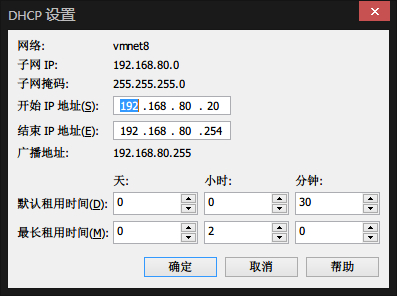 DHCP 设置
网络: vmnet8
子网 IP: 192.168.80.0
子网掩码: 255.255.255.0
开始 IP 地址(S): 192 . 168 . 80 . 20
结束 IP 地址(E): 192 . 168 . 80 . 254
广播地址: 192.168.80.255
天: 小时: 分钟:
默认租用时间(D): 0 0 30
最长租用时间(M): 0 2 0
确定 取消 帮助